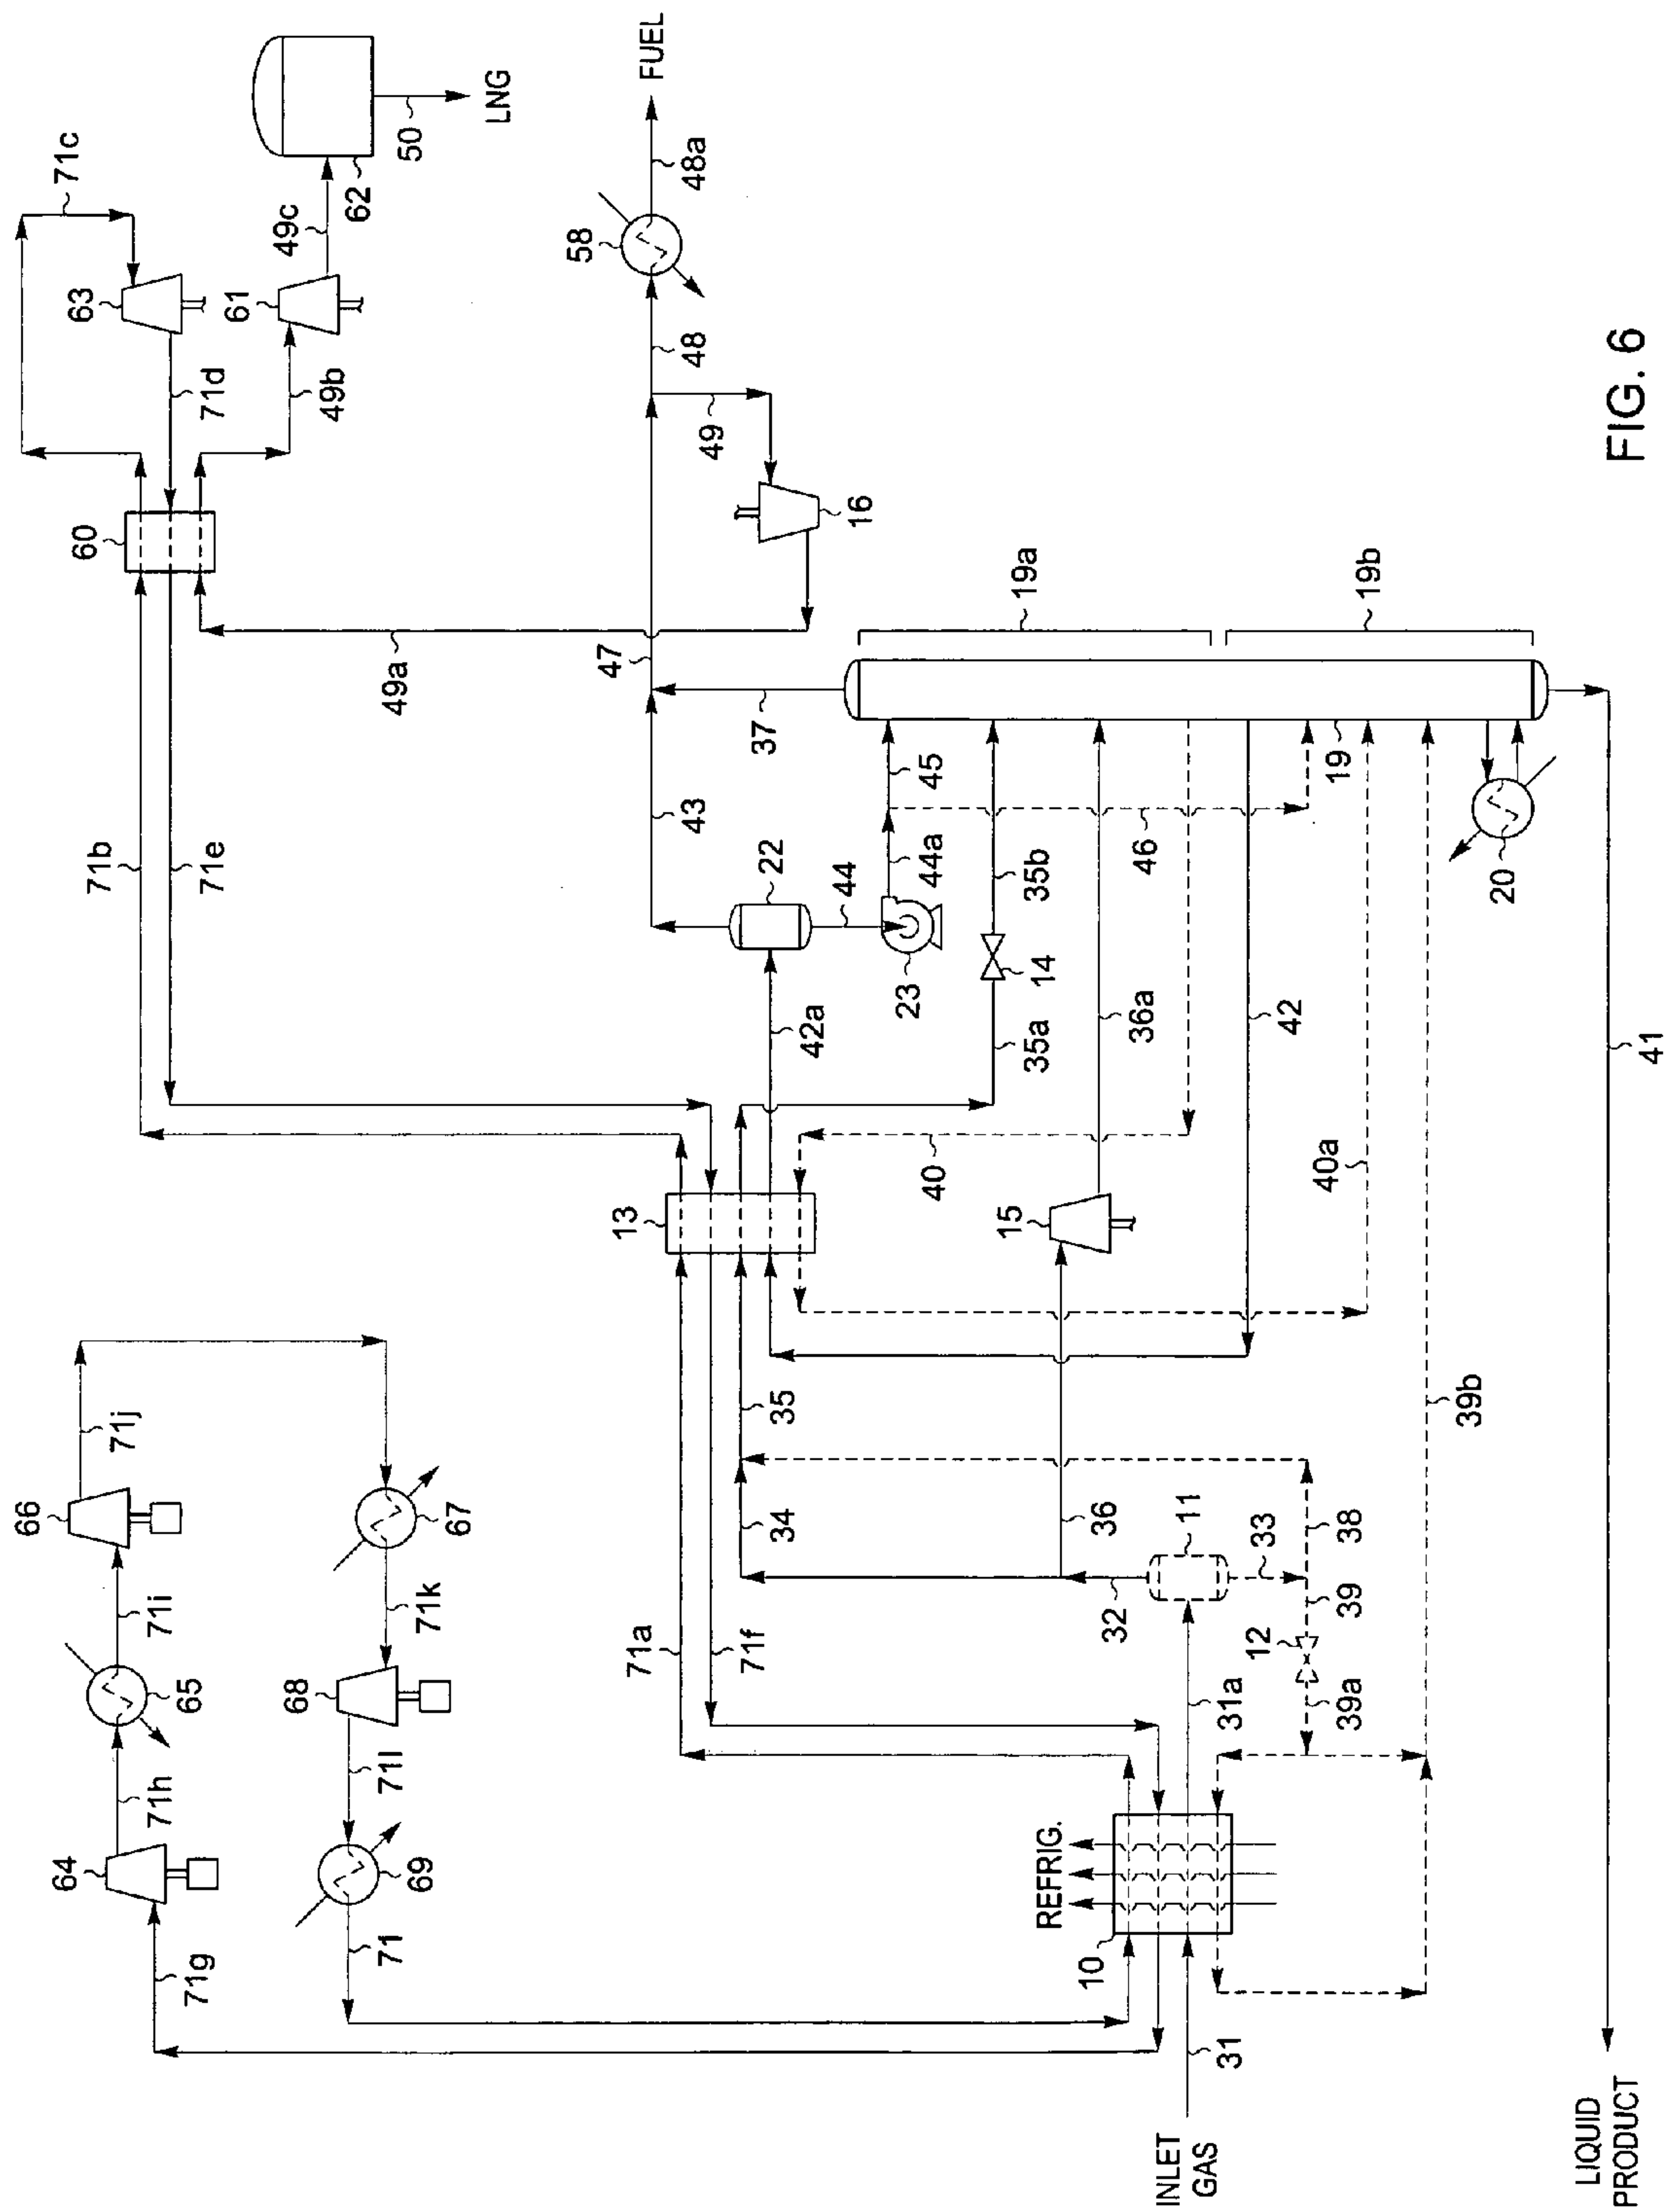 66
71j
71i
65
71h
64
71g
67
71k
68
71l
69
71
71b
71e
60
71d
71c
63
61
49b
49c
62
50
LNG
49a
47
48
49
16
58
48a
FUEL
43
37
22
44
42a
23
44a
45
35b
14
35a
36a
46
42
40
40a
13
15
35
34
36
32
11
33
38
39
12
39a
39b
31a
71a
71f
REFRIG.
10
31
INLET
GAS
19a
19b
19
20
41
LIQUID
PRODUCT
FIG. 6